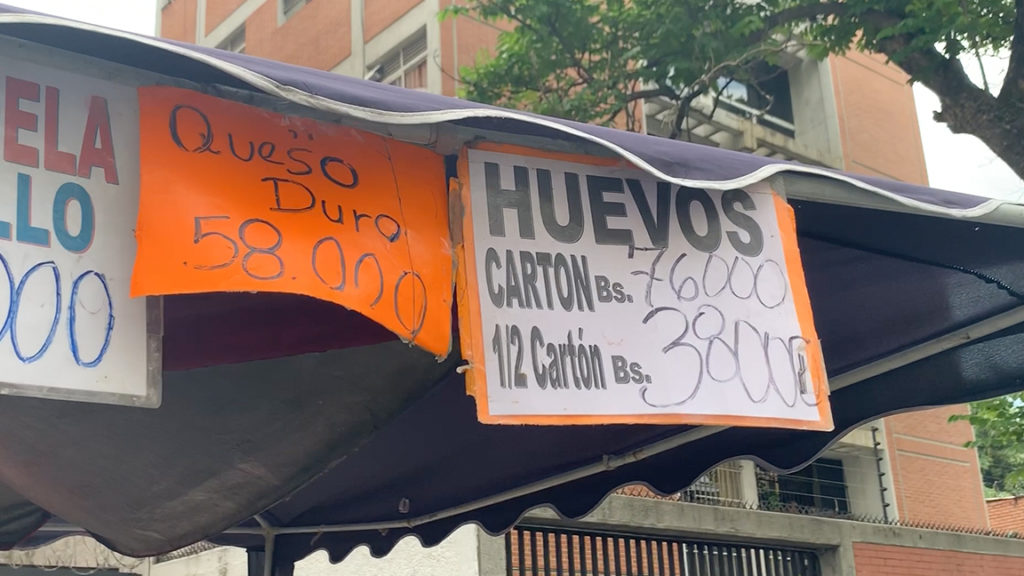 ELA
LLO
000
Queso
Duro
58.000
HUEVOS
CARTON Bs. 76000
1/2 Cartón Bs. 38000